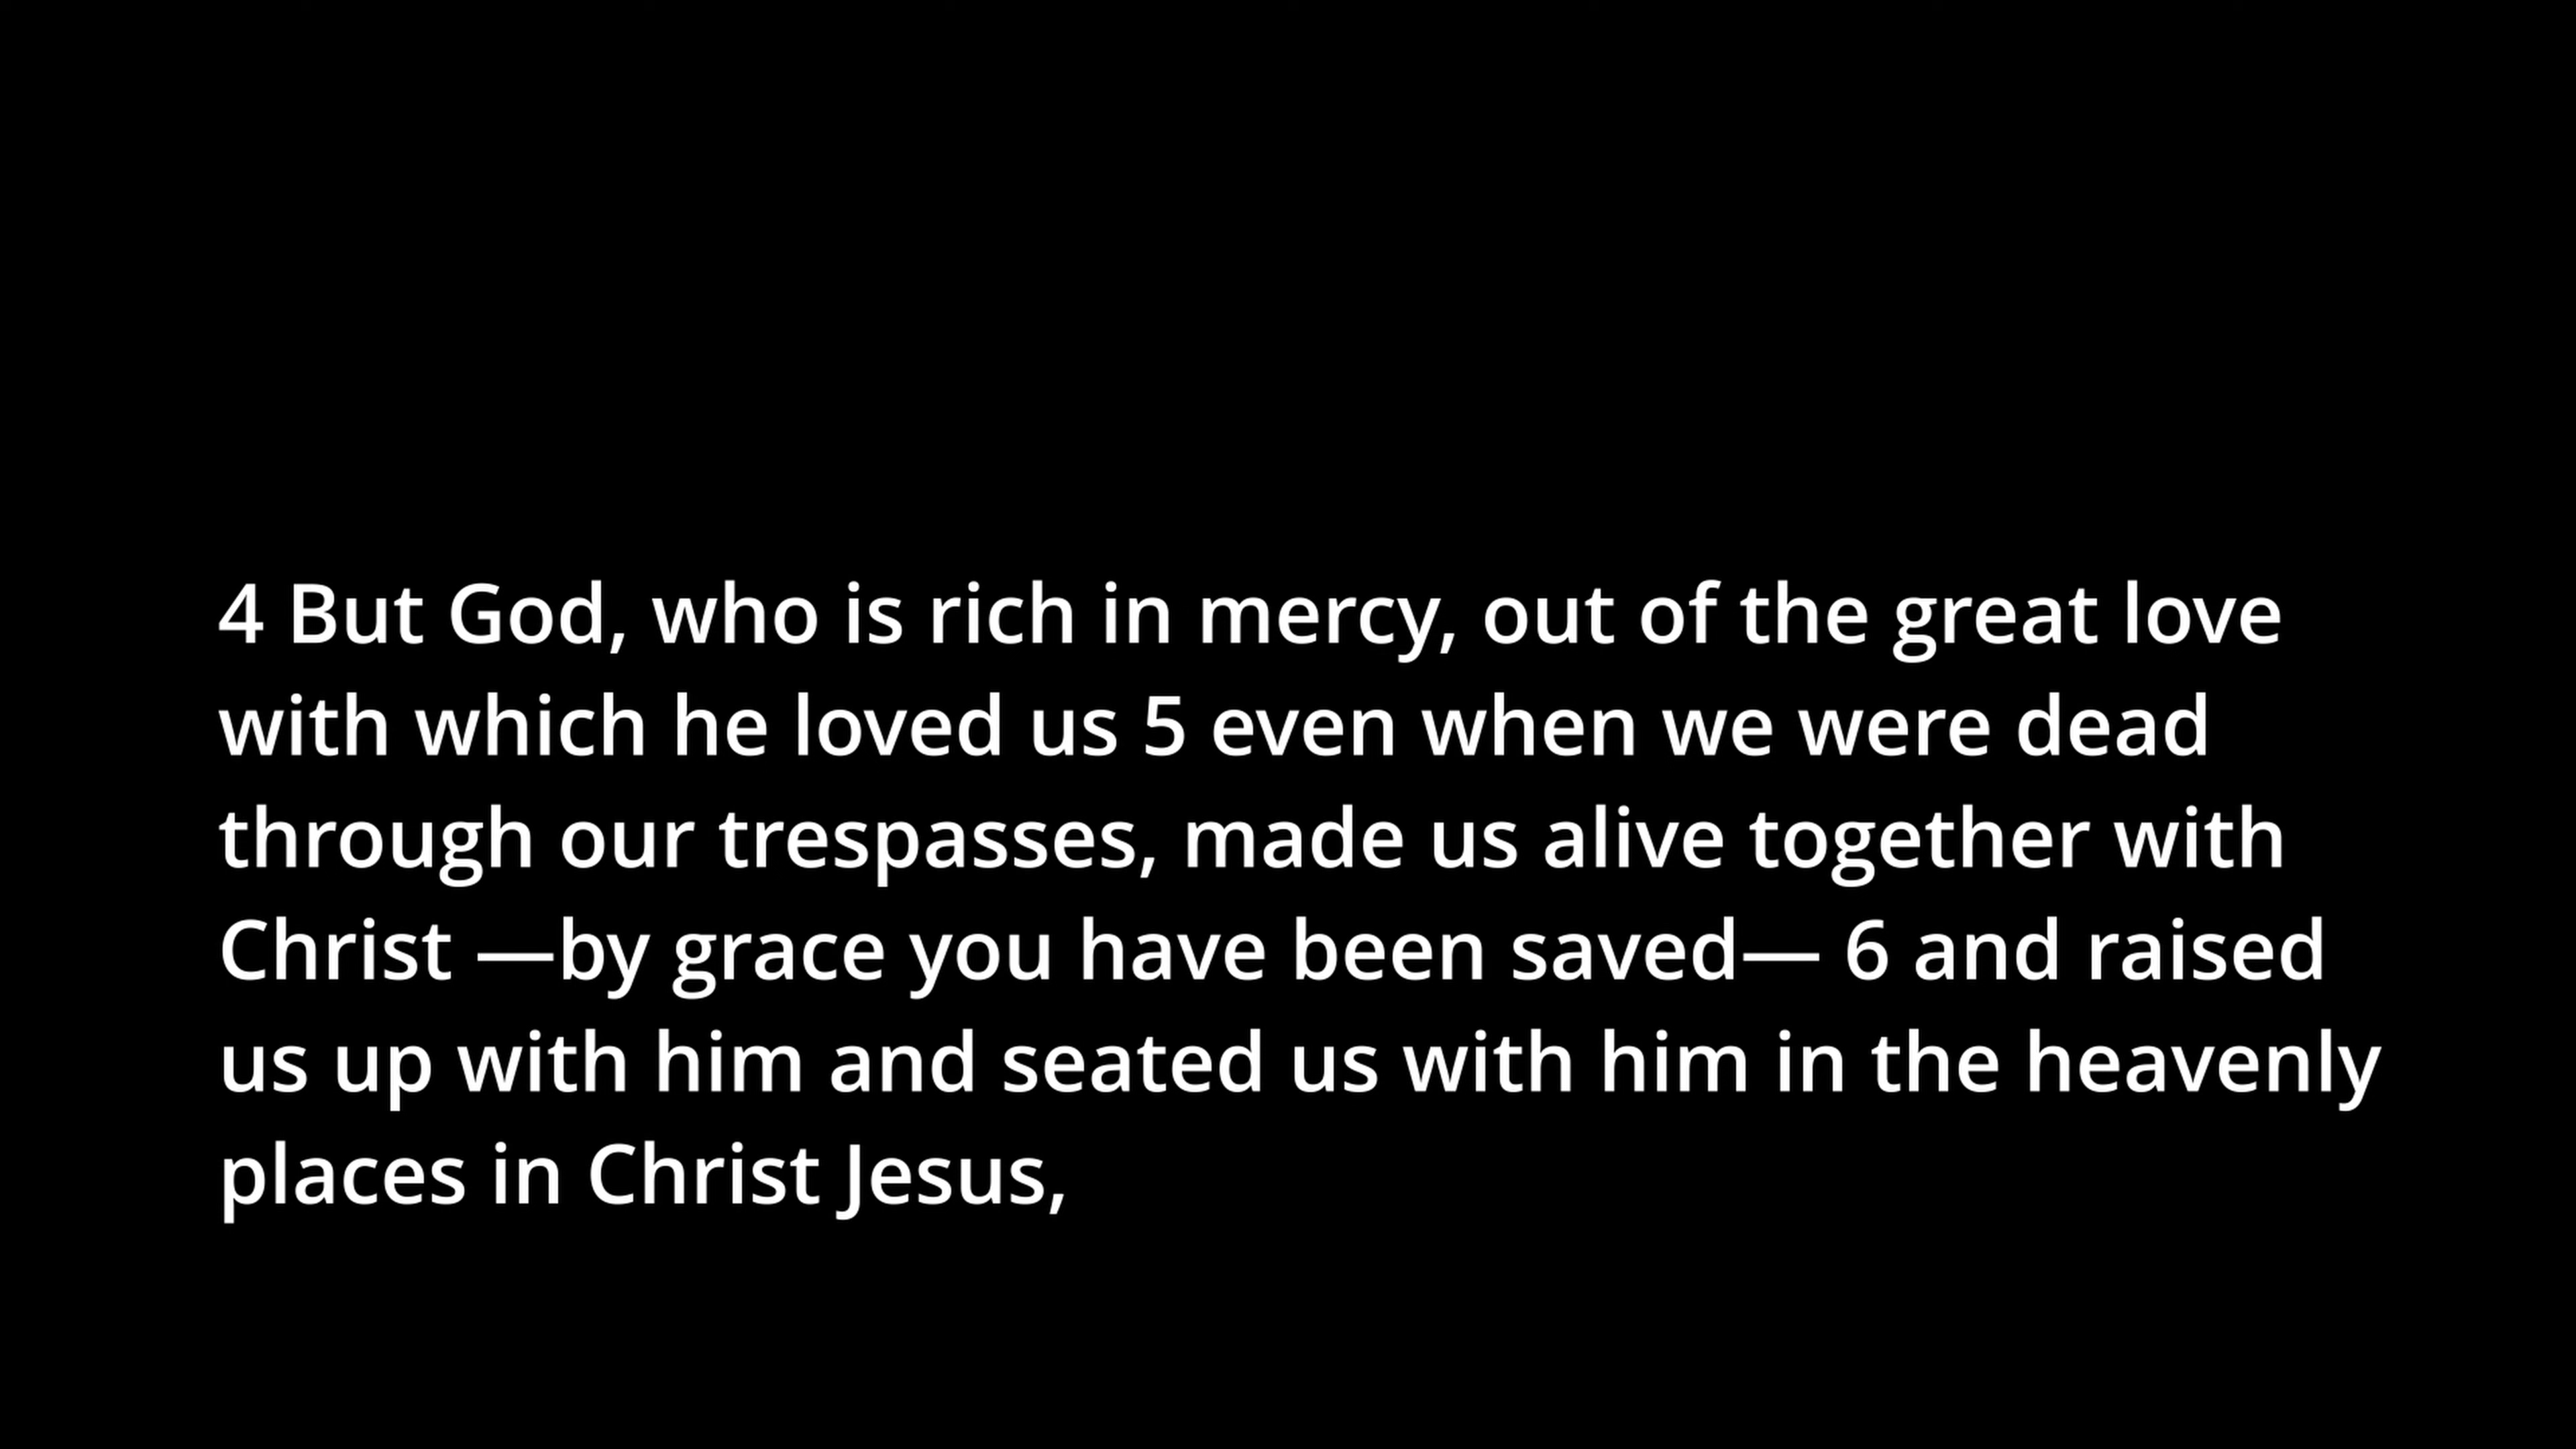 4 But God, who is rich in mercy, out of the great love
with which he loved us 5 even when we were dead
through our trespasses, made us alive together with
Christ —by grace you have been saved— 6 and raised
us up with him and seated us with him in the heavenly
places in Christ Jesus,